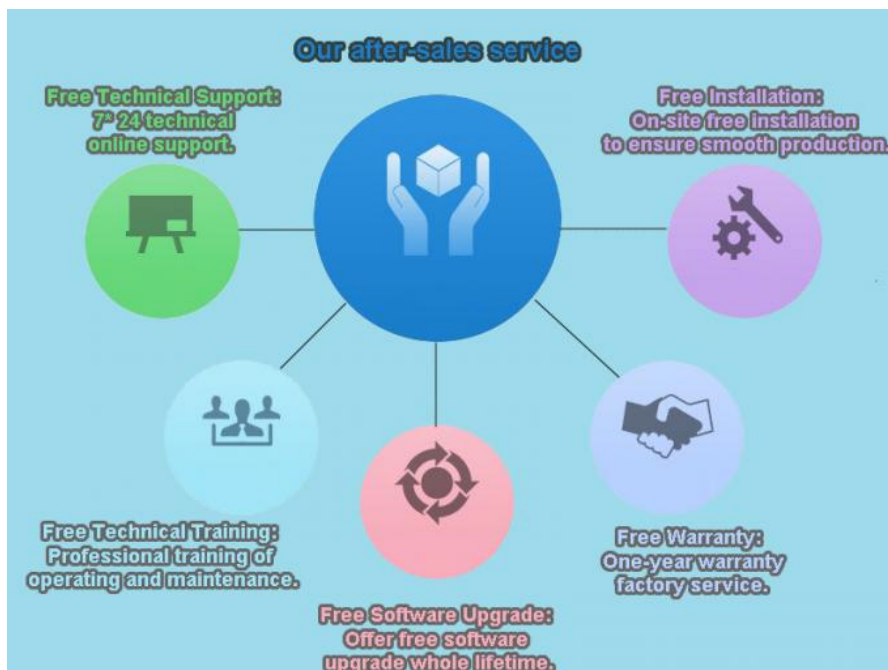 Our after-sales service
Free Technical Support:
7* 24 technical
online support.
Free Installation:
On-site free installation
to ensure smooth production.
Free Technical Training:
Professional training of
operating and maintenance.
Free Warranty:
One-year warranty
factory service.
Free Software Upgrade:
Offer free software
upgrade whole lifetime.